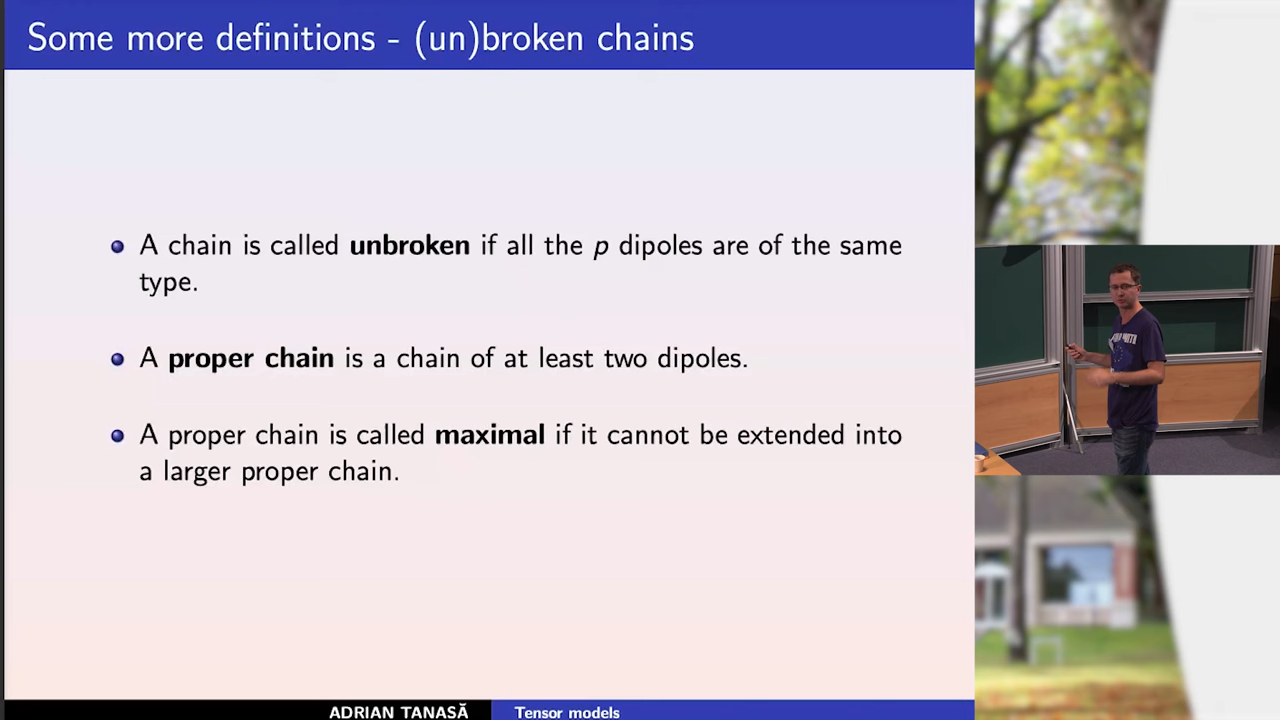 Some more definitions - (un)broken chains
A chain is called unbroken if all the p dipoles are of the same
type.
A proper chain is a chain of at least two dipoles.
A proper chain is called maximal if it cannot be extended into
a larger proper chain.
ADRIAN TANASĂ
Tensor models